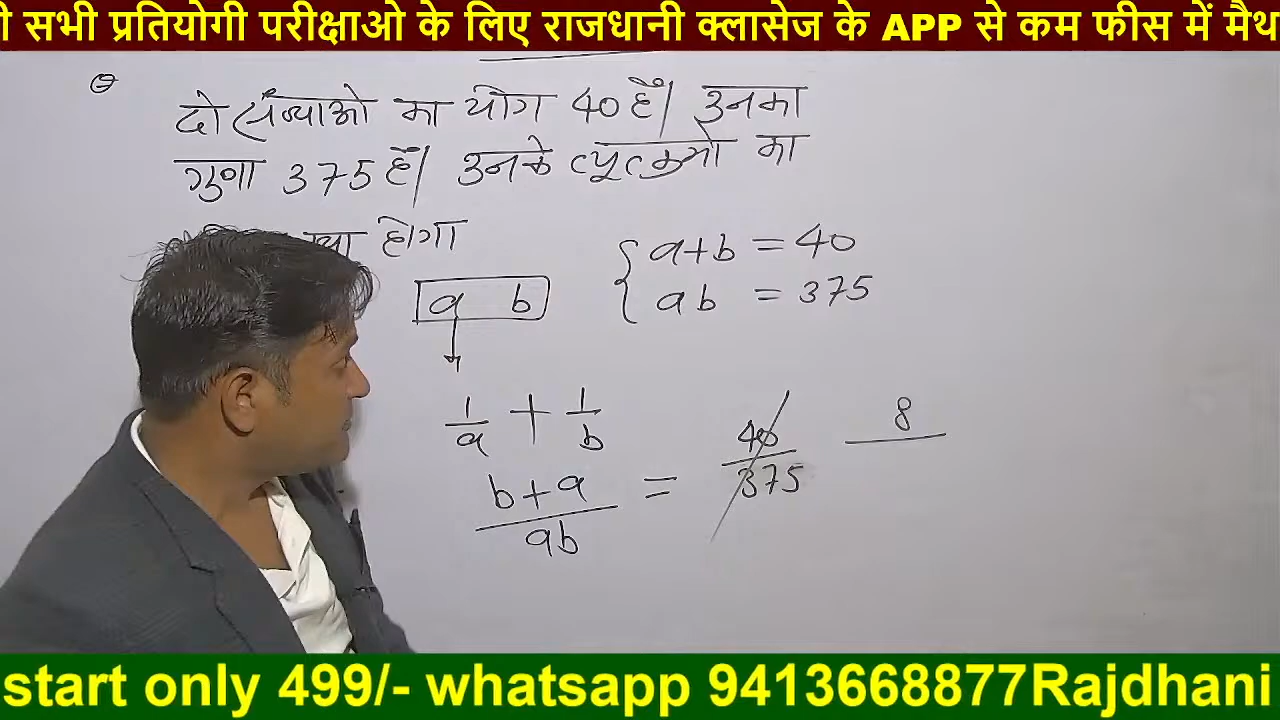 ी सभी प्रतियोगी परीक्षाओ के लिए राजधानी क्लासेज के APP से कम फीस में मैथ
दो संख्याओ का योग 40 है। उनका
गुणा 375 है। उनके व्युत्क्रमो का
होगा
a b
a+b = 40
ab = 375
1/a + 1/b
b+a/ab = 40/375 8
start only 499/- whatsapp 9413668877Rajdhani